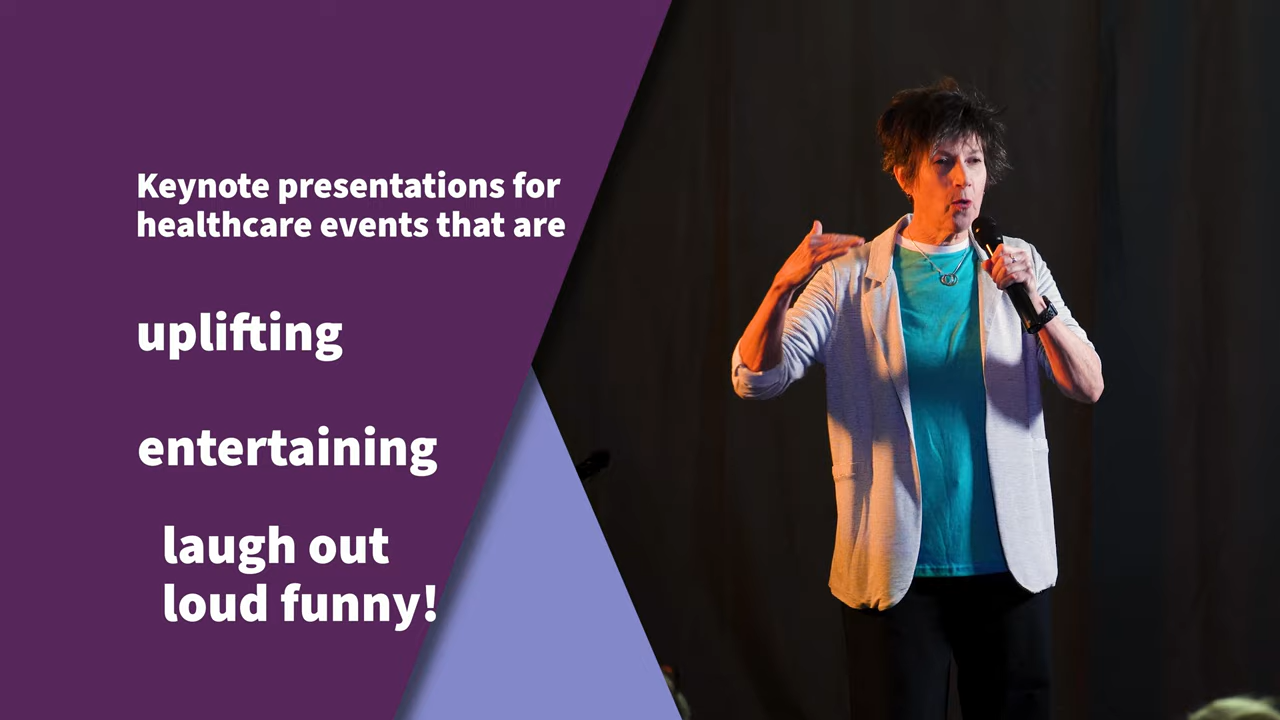 Keynote presentations for
healthcare events that are
uplifting
entertaining
laugh out
loud funny!